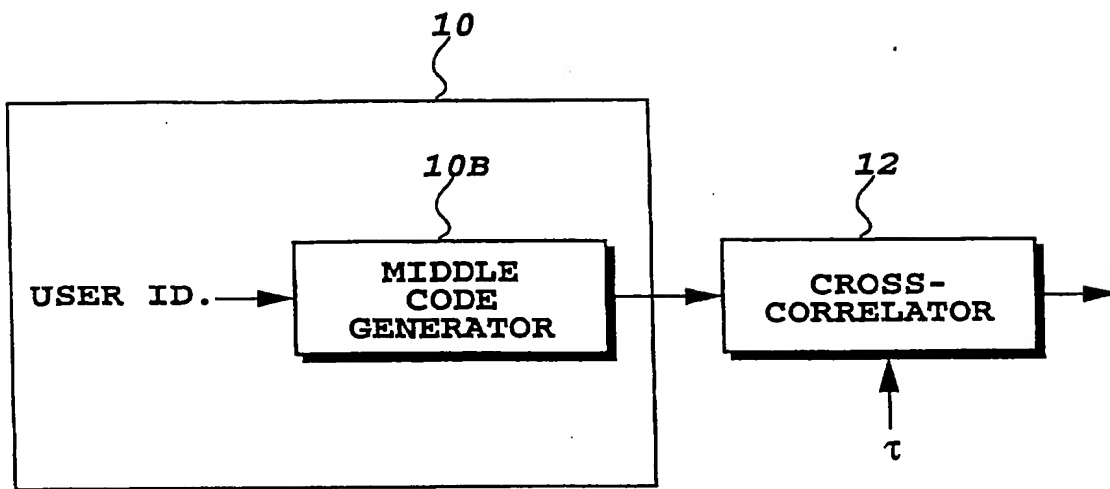 10
10B
12
USER ID.
MIDDLE
CODE
GENERATOR
CROSS-
CORRELATOR
τ